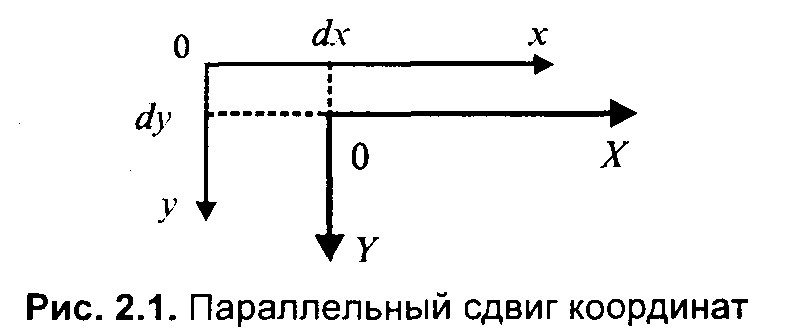 0 dx x
dy
0 X
y
Y
Рис. 2.1. Параллельный сдвиг координат